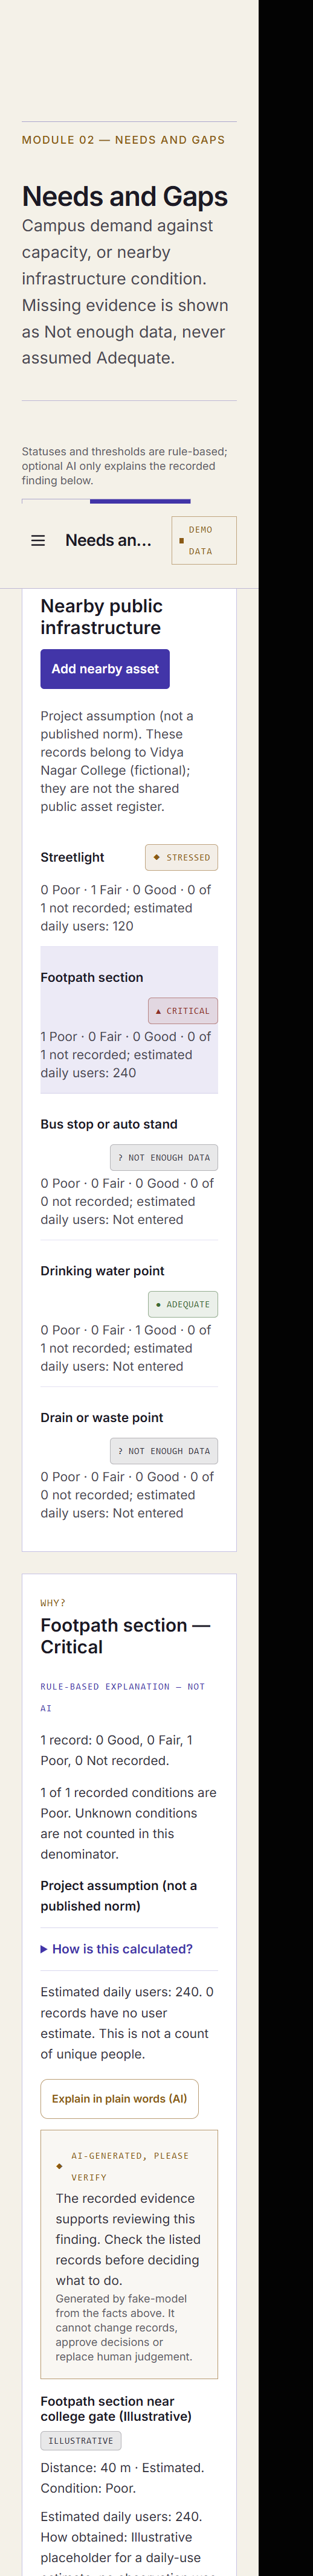 MODULE 02 — NEEDS AND GAPS
Needs and Gaps
Campus demand against
capacity, or nearby
infrastructure condition.
Missing evidence is shown
as Not enough data, never
assumed Adequate.
Statuses and thresholds are rule-based;
optional AI only explains the recorded
finding below.
Needs an…
DEMO
DATA
Nearby public
infrastructure
Add nearby asset
Project assumption (not a
published norm). These
records belong to Vidya
Nagar College (fictional);
they are not the shared
public asset register.
Streetlight
◆ STRESSED
0 Poor · 1 Fair · 0 Good · 0 of
1 not recorded; estimated
daily users: 120
Footpath section
▲ CRITICAL
1 Poor · 0 Fair · 0 Good · 0 of
1 not recorded; estimated
daily users: 240
Bus stop or auto stand
? NOT ENOUGH DATA
0 Poor · 0 Fair · 0 Good · 0 of
0 not recorded; estimated
daily users: Not entered
Drinking water point
● ADEQUATE
0 Poor · 0 Fair · 1 Good · 0 of
1 not recorded; estimated
daily users: Not entered
Drain or waste point
? NOT ENOUGH DATA
0 Poor · 0 Fair · 0 Good · 0 of
0 not recorded; estimated
daily users: Not entered
WHY?
Footpath section —
Critical
RULE-BASED EXPLANATION — NOT
AI
1 record: 0 Good, 0 Fair, 1
Poor, 0 Not recorded.
1 of 1 recorded conditions are
Poor. Unknown conditions
are not counted in this
denominator.
Project assumption (not a
published norm)
▶ How is this calculated?
Estimated daily users: 240. 0
records have no user
estimate. This is not a count
of unique people.
Explain in plain words (AI)
◆ AI-GENERATED, PLEASE
VERIFY
The recorded evidence
supports reviewing this
finding. Check the listed
records before deciding
what to do.
Generated by fake-model
from the facts above. It
cannot change records,
approve decisions or
replace human judgement.
Footpath section near
college gate (Illustrative)
ILLUSTRATIVE
Distance: 40 m · Estimated.
Condition: Poor.
Estimated daily users: 240.
How obtained: Illustrative
placeholder for a daily-use